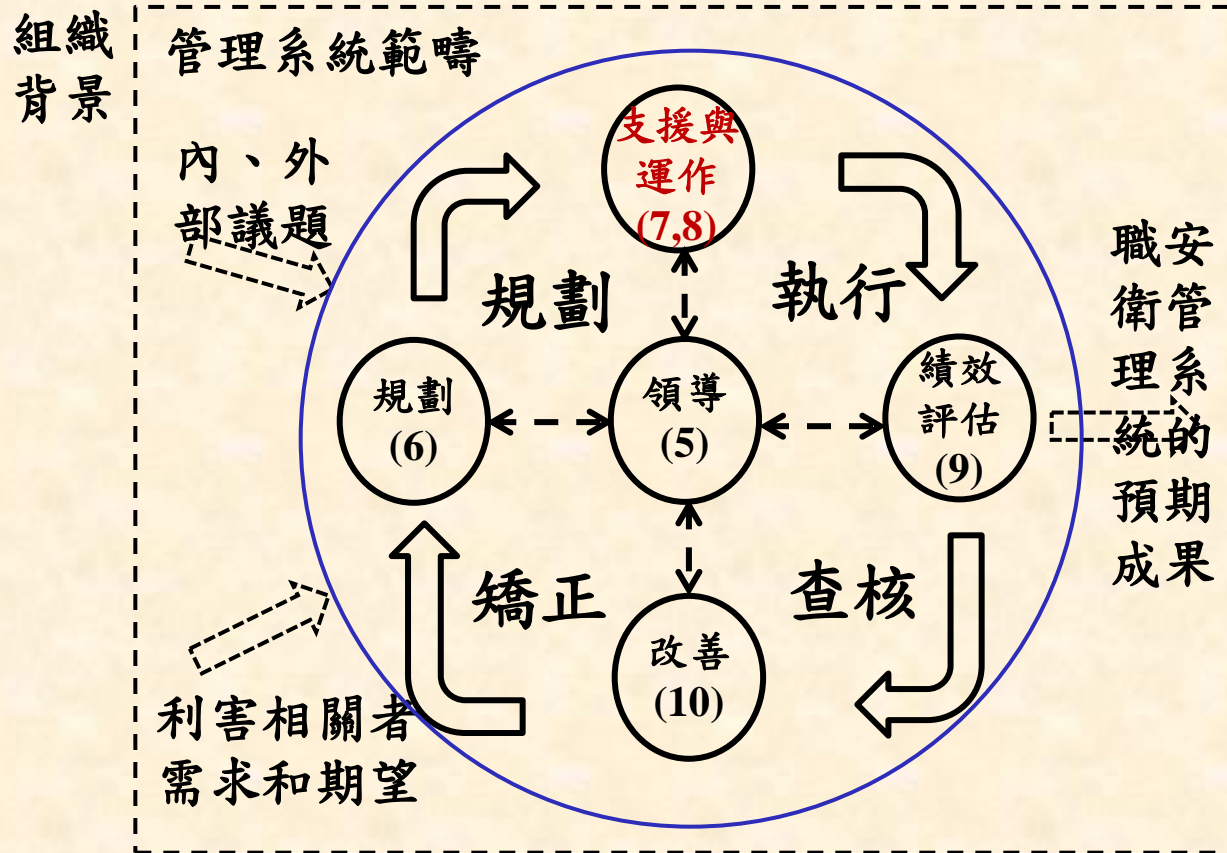 組織
背景
管理系統範疇
內、外
部議題
支援與
運作
(7,8)
規劃
執行
規劃
(6)
領導
(5)
績效
評估
(9)
職安
衛管
理系
統的
預期
成果
矯正
查核
改善
(10)
利害相關者
需求和期望